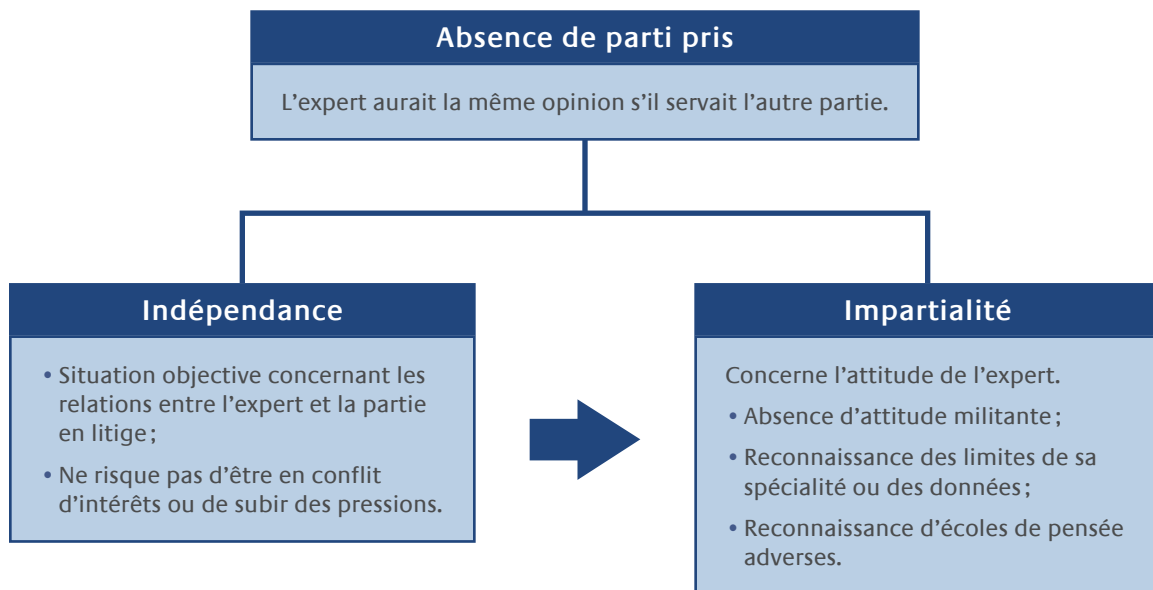 Absence de parti pris
L'expert aurait la même opinion s'il servait l'autre partie.
Indépendance
• Situation objective concernant les
relations entre l'expert et la partie
en litige ;
• Ne risque pas d'être en conflit
d'intérêts ou de subir des pressions.
Impartialité
Concerne l'attitude de l'expert.
• Absence d'attitude militante ;
• Reconnaissance des limites de sa
spécialité ou des données ;
• Reconnaissance d'écoles de pensée
adverses.